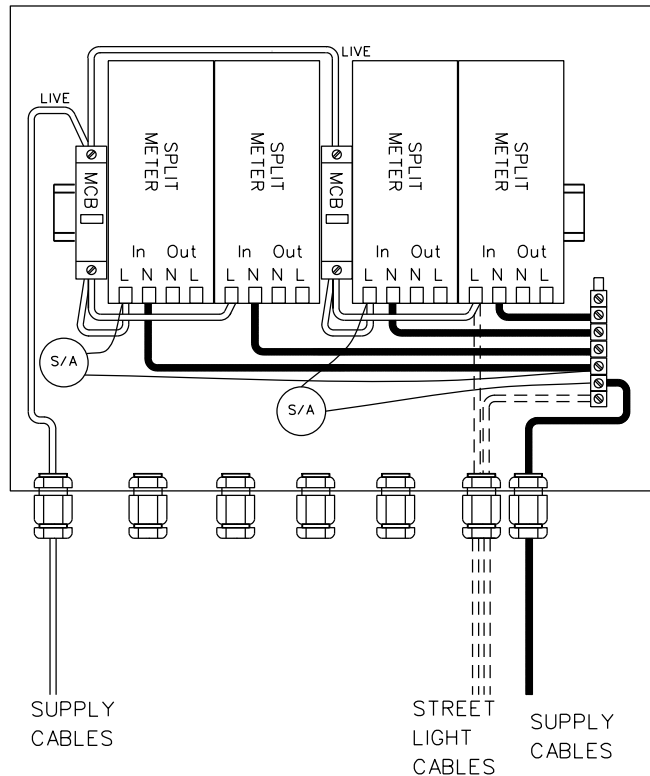 LIVE
LIVE
SPLIT
METER
SPLIT
METER
SPLIT
METER
SPLIT
METER
MCB
MCB
In Out
In Out
In Out
In Out
L N N L
L N N L
L N N L
L N N L
S/A
S/A
SUPPLY
CABLES
STREET
LIGHT
CABLES
SUPPLY
CABLES